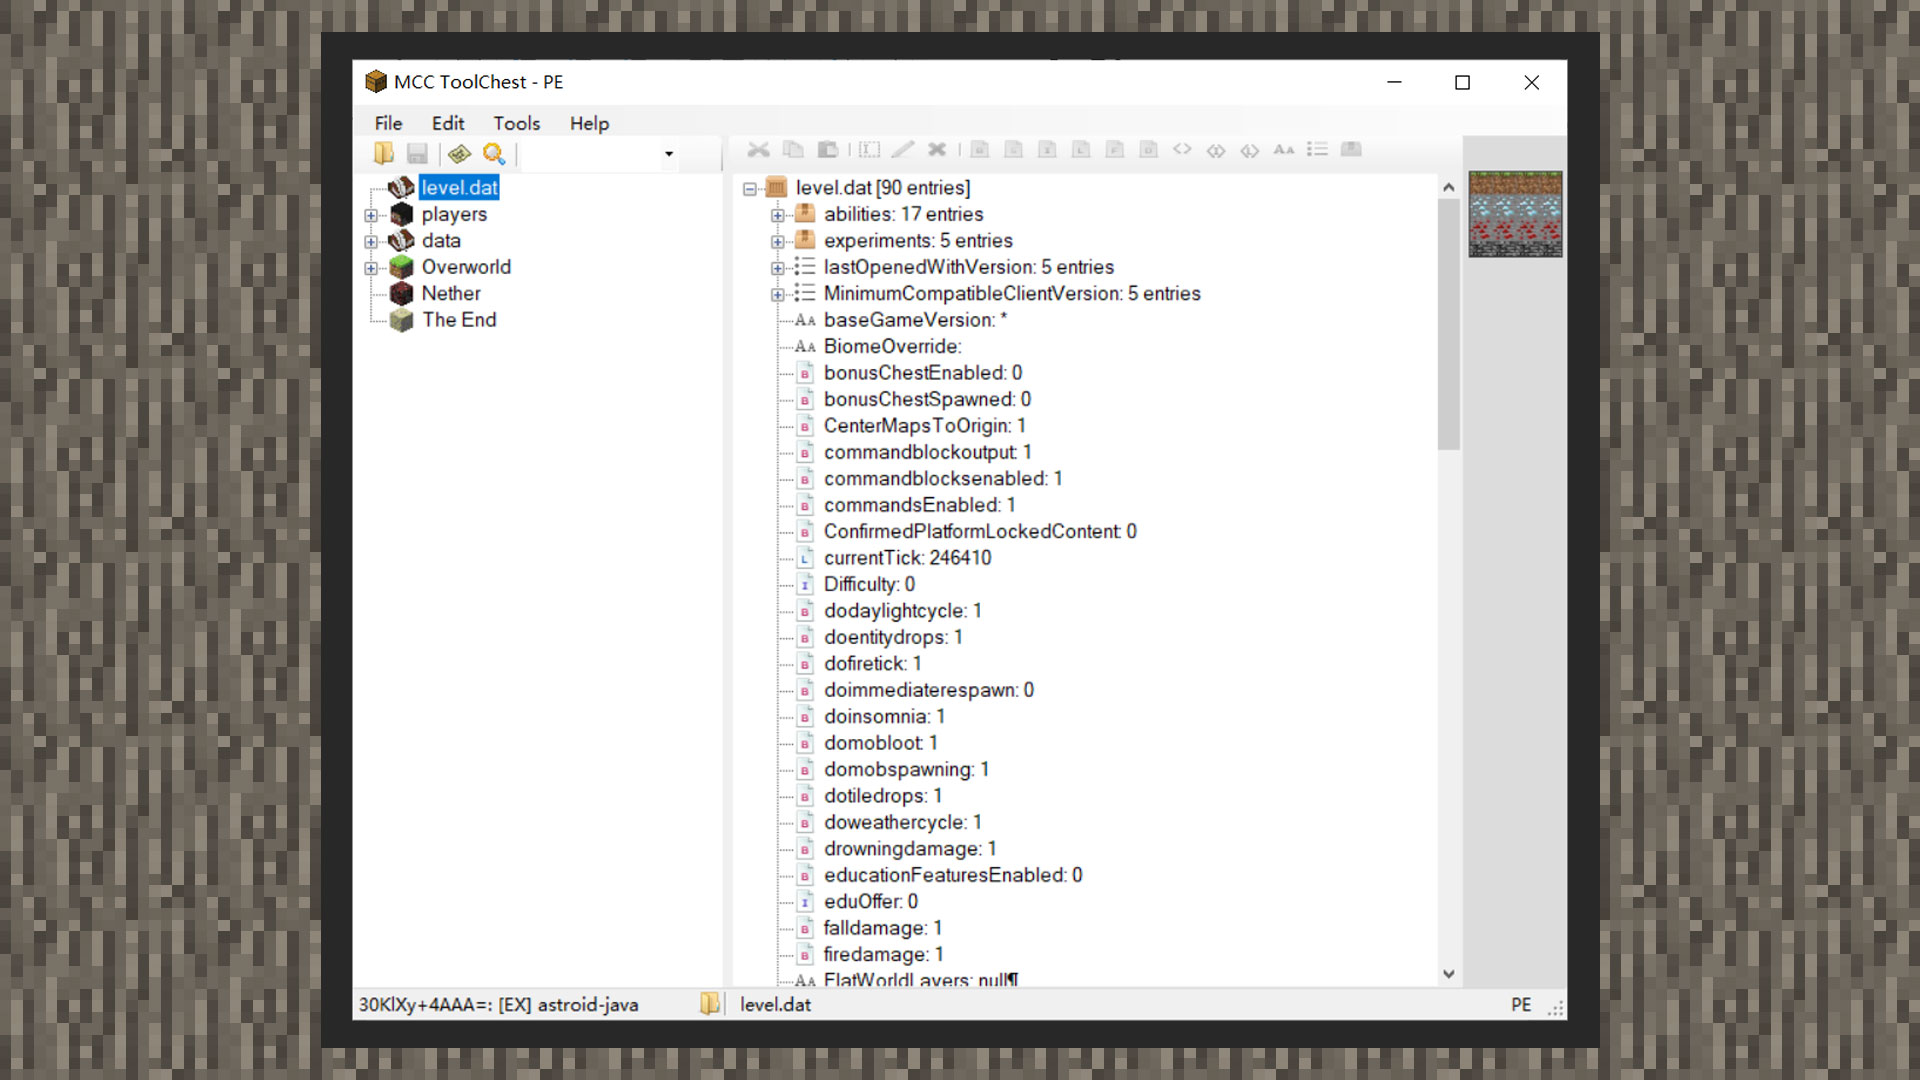 MCC ToolChest - PE
File Edit Tools Help
level.dat
players
data
Overworld
Nether
The End
level.dat [90 entries]
abilities: 17 entries
experiments: 5 entries
lastOpenedWithVersion: 5 entries
MinimumCompatibleClientVersion: 5 entries
baseGameVersion: *
BiomeOverride:
bonusChestEnabled: 0
bonusChestSpawned: 0
CenterMapsToOrigin: 1
commandblockoutput: 1
commandblocksenabled: 1
commandsEnabled: 1
ConfirmedPlatformLockedContent: 0
currentTick: 246410
Difficulty: 0
dodaylightcycle: 1
doentitydrops: 1
dofiretick: 1
doimmediaterespawn: 0
doinsomnia: 1
domobloot: 1
domobspawning: 1
dotiledrops: 1
doweathercycle: 1
drowningdamage: 1
educationFeaturesEnabled: 0
eduOffer: 0
falldamage: 1
firedamage: 1
FlatWorldLayers: null¶
30KlXy+4AAA=: [EX] astroid-java
level.dat
PE